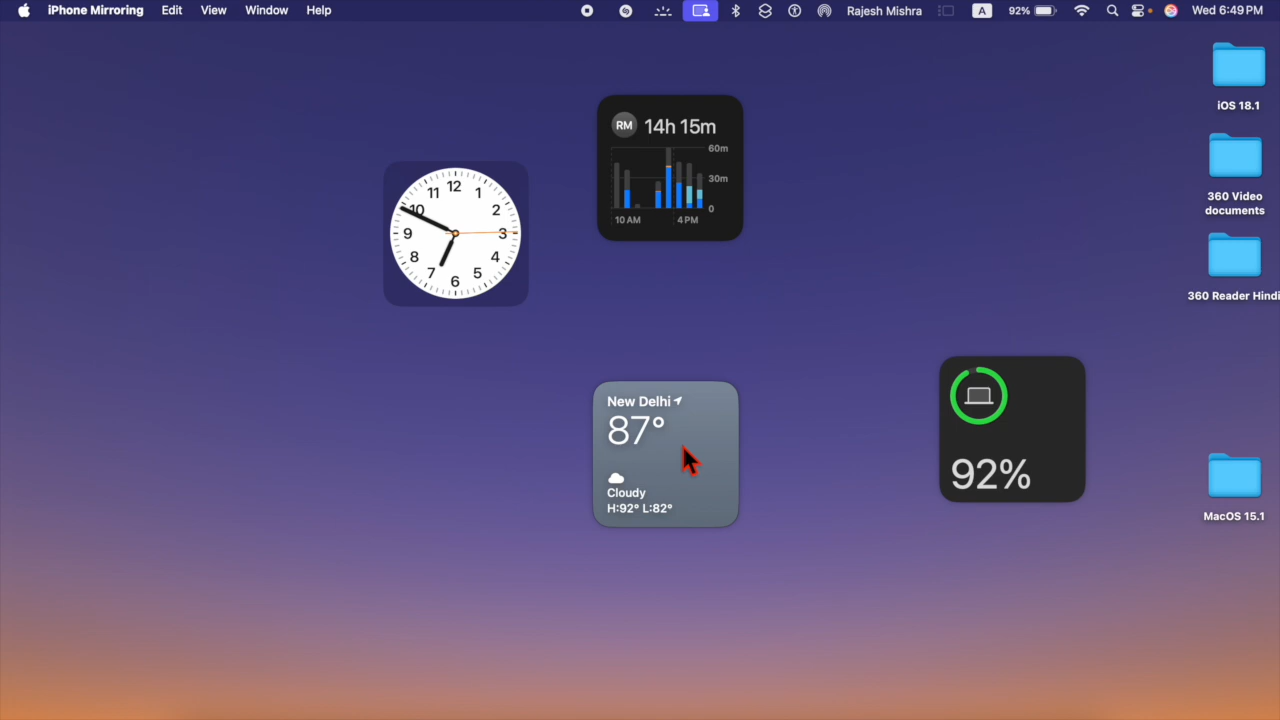 iPhone Mirroring Edit View Window Help A 92% Rajesh Mishra Wed 6:49 PM
iOS 18.1
360 Video
documents
360 Reader Hindi
MacOS 15.1
RM 14h 15m
60m
30m
0
10 AM 4 PM
12
11 1
10 2
9 3
8 4
7 5
6
New Delhi
87°
Cloudy
H:92° L:82°
92%